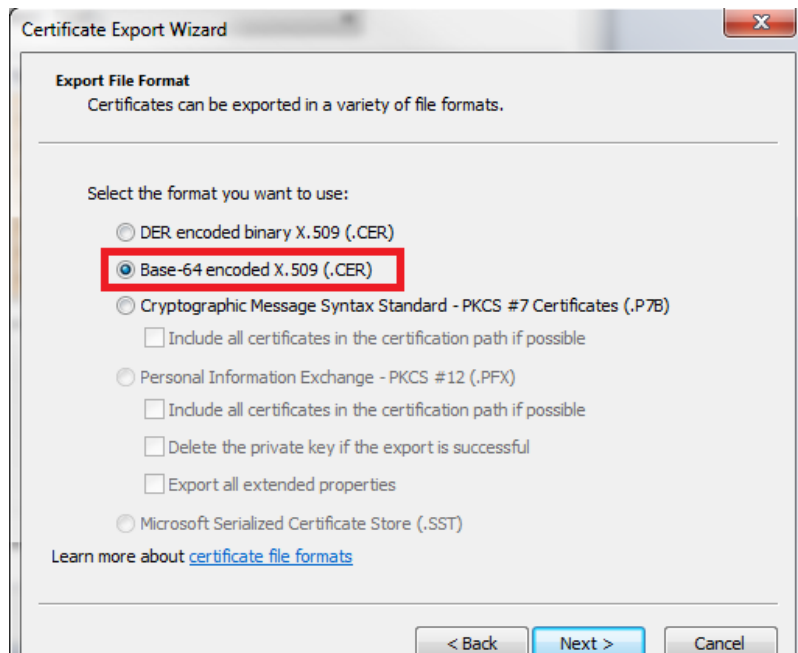 Certificate Export Wizard
Export File Format
Certificates can be exported in a variety of file formats.
Select the format you want to use:
DER encoded binary X.509 (.CER)
Base-64 encoded X.509 (.CER)
Cryptographic Message Syntax Standard - PKCS #7 Certificates (.P7B)
Include all certificates in the certification path if possible
Personal Information Exchange - PKCS #12 (.PFX)
Include all certificates in the certification path if possible
Delete the private key if the export is successful
Export all extended properties
Microsoft Serialized Certificate Store (.SST)
Learn more about certificate file formats
< Back Next > Cancel